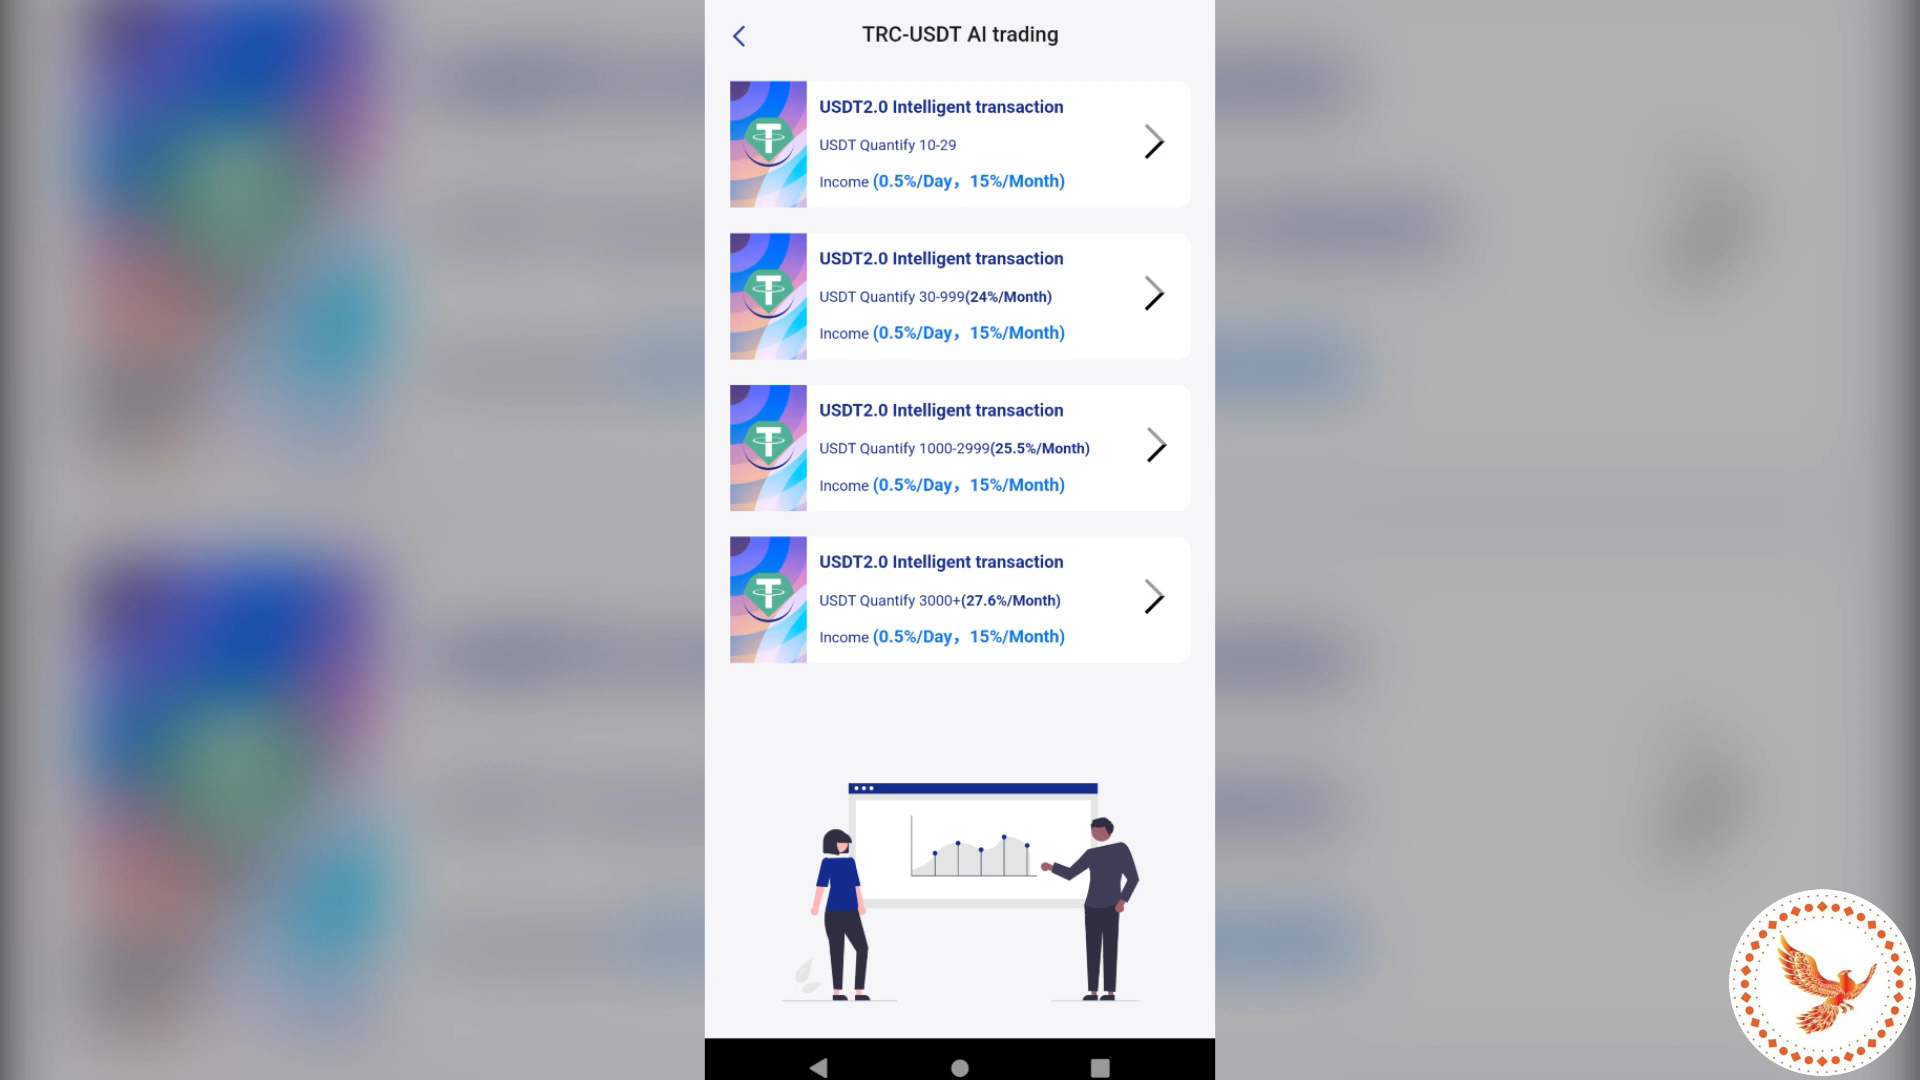 TRC-USDT AI trading
USDT2.0 Intelligent transaction
USDT Quantify 10-29
Income (0.5%/Day，15%/Month)
USDT2.0 Intelligent transaction
USDT Quantify 30-999(24%/Month)
Income (0.5%/Day，15%/Month)
USDT2.0 Intelligent transaction
USDT Quantify 1000-2999(25.5%/Month)
Income (0.5%/Day，15%/Month)
USDT2.0 Intelligent transaction
USDT Quantify 3000+(27.6%/Month)
Income (0.5%/Day，15%/Month)